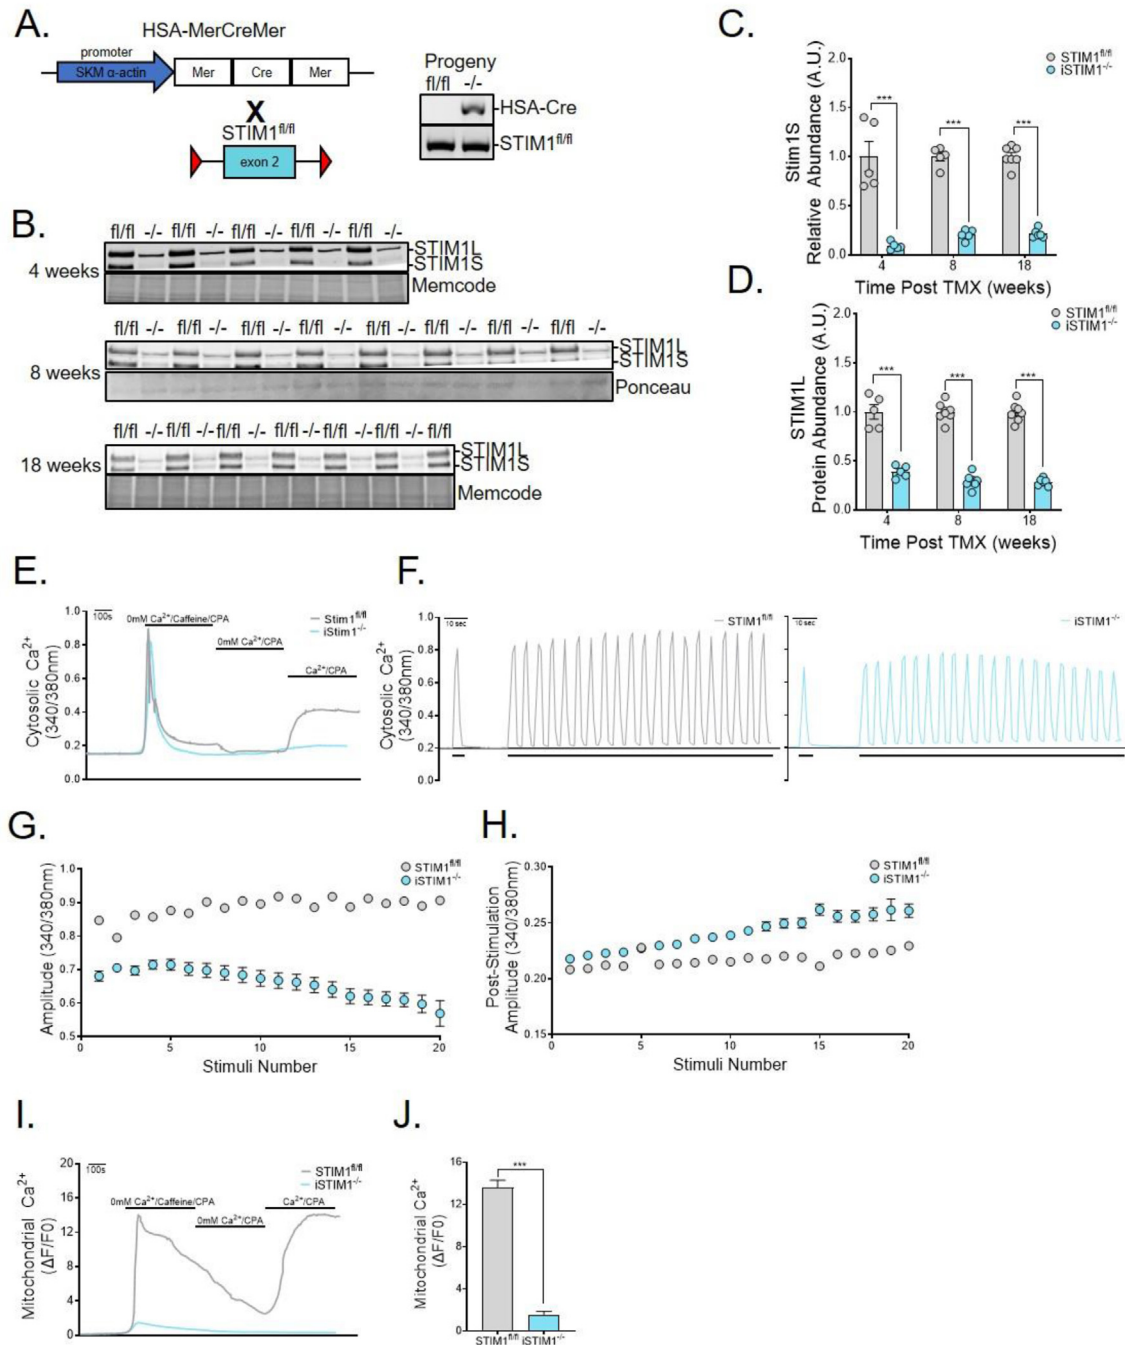 A.
HSA-MerCreMer
promoter
SKM α-actin
Mer
Cre
Mer
X
STIM1fl/fl
exon 2
Progeny
fl/fl -/-
HSA-Cre
STIM1fl/fl
B.
fl/fl -/- fl/fl -/- fl/fl -/- fl/fl -/- fl/fl -/-
4 weeks
STIM1L
STIM1S
Memcode
fl/fl -/- fl/fl -/- fl/fl -/- fl/fl -/- fl/fl -/- fl/fl -/- fl/fl -/- fl/fl -/-
8 weeks
STIM1L
STIM1S
Ponceau
fl/fl -/- fl/fl -/- fl/fl -/- fl/fl -/- fl/fl -/- fl/fl -/- fl/fl
18 weeks
STIM1L
STIM1S
Memcode
C.
STIM1fl/fl
iSTIM1-/-
Stim1S
Relative Abundance (A.U.)
2.0
1.5
1.0
0.5
0.0
***
***
***
4 8 18
Time Post TMX (weeks)
D.
STIM1fl/fl
iSTIM1-/-
STIM1L
Protein Abundance (A.U.)
2.0
1.5
1.0
0.5
0.0
***
***
***
4 8 18
Time Post TMX (weeks)
E.
Cytosolic Ca2+
(340/380nm)
1.0
0.8
0.6
0.4
0.2
0.0
100s
0mM Ca2+/Caffeine/CPA
0mM Ca2+/CPA
Ca2+/CPA
Stim1fl/fl
iStim1-/-
F.
Cytosolic Ca2+
(340/380nm)
1.0
0.8
0.6
0.4
0.2
0.0
10 sec
STIM1fl/fl
10 sec
iSTIM1-/-
G.
Amplitude (340/380nm)
1.0
0.9
0.8
0.7
0.6
0.5
0 5 10 15 20
Stimuli Number
STIM1fl/fl
iSTIM1-/-
H.
Post-Stimulation
Amplitude (340/380nm)
0.30
0.25
0.20
0.15
0 5 10 15 20
Stimuli Number
STIM1fl/fl
iSTIM1-/-
I.
Mitochondrial Ca2+
(ΔF/F0)
20
16
12
8
4
0
100s
0mM Ca2+/Caffeine/CPA
0mM Ca2+/CPA
Ca2+/CPA
STIM1fl/fl
iSTIM1-/-
J.
Mitochondrial Ca2+
(ΔF/F0)
16
12
8
4
0
***
STIM1fl/fl iSTIM1-/-